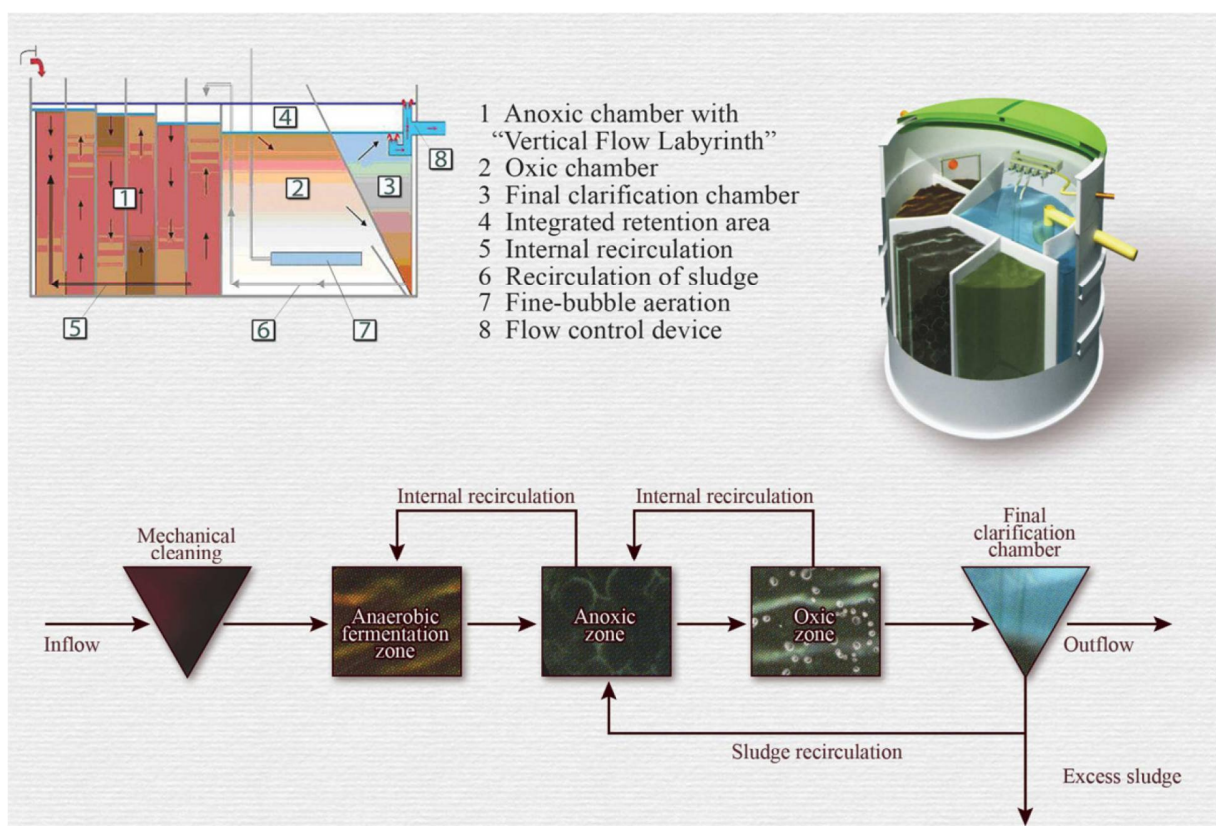 4
1
2
3
8
5
6
7
1 Anoxic chamber with
“Vertical Flow Labyrinth”
2 Oxic chamber
3 Final clarification chamber
4 Integrated retention area
5 Internal recirculation
6 Recirculation of sludge
7 Fine-bubble aeration
8 Flow control device
Internal recirculation
Internal recirculation
Mechanical
cleaning
Final
clarification
chamber
Inflow
Anaerobic
fermentation
zone
Anoxic
zone
Oxic
zone
Outflow
Sludge recirculation
Excess sludge